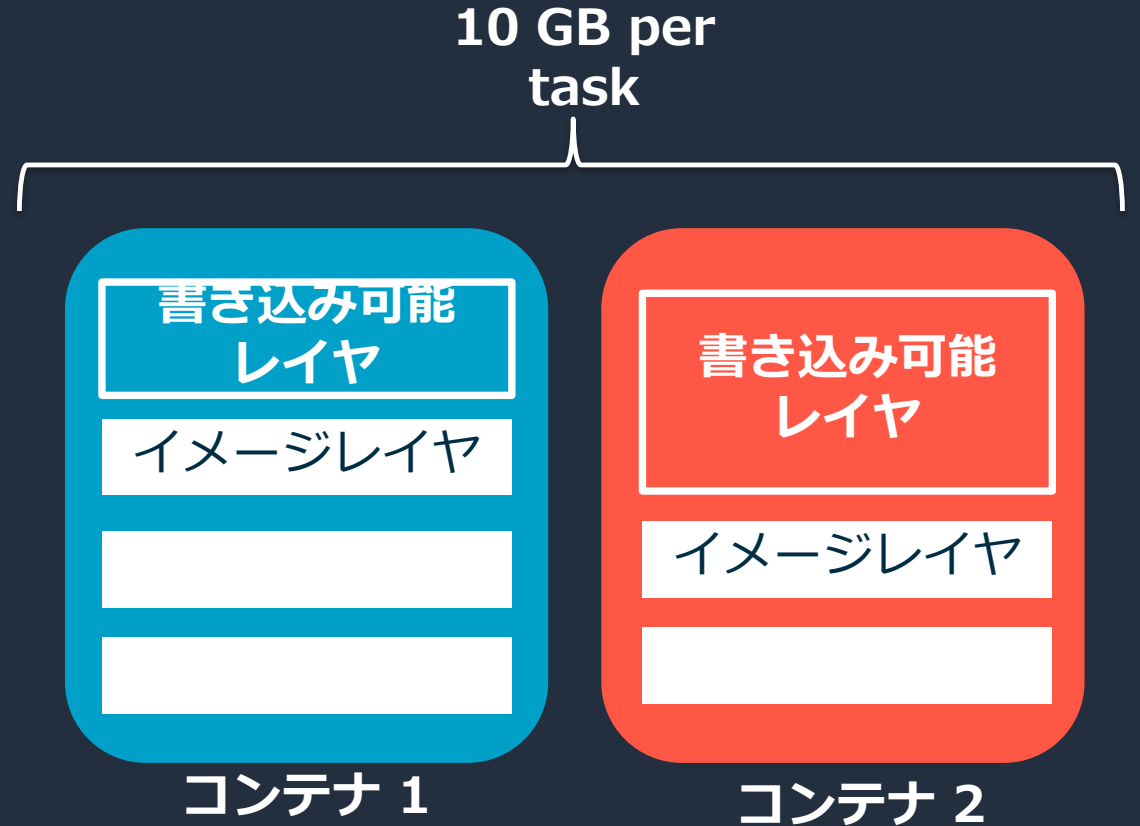 10 GB per
task
書き込み可能
レイヤ
イメージレイヤ
コンテナ 1
書き込み可能
レイヤ
イメージレイヤ
コンテナ 2